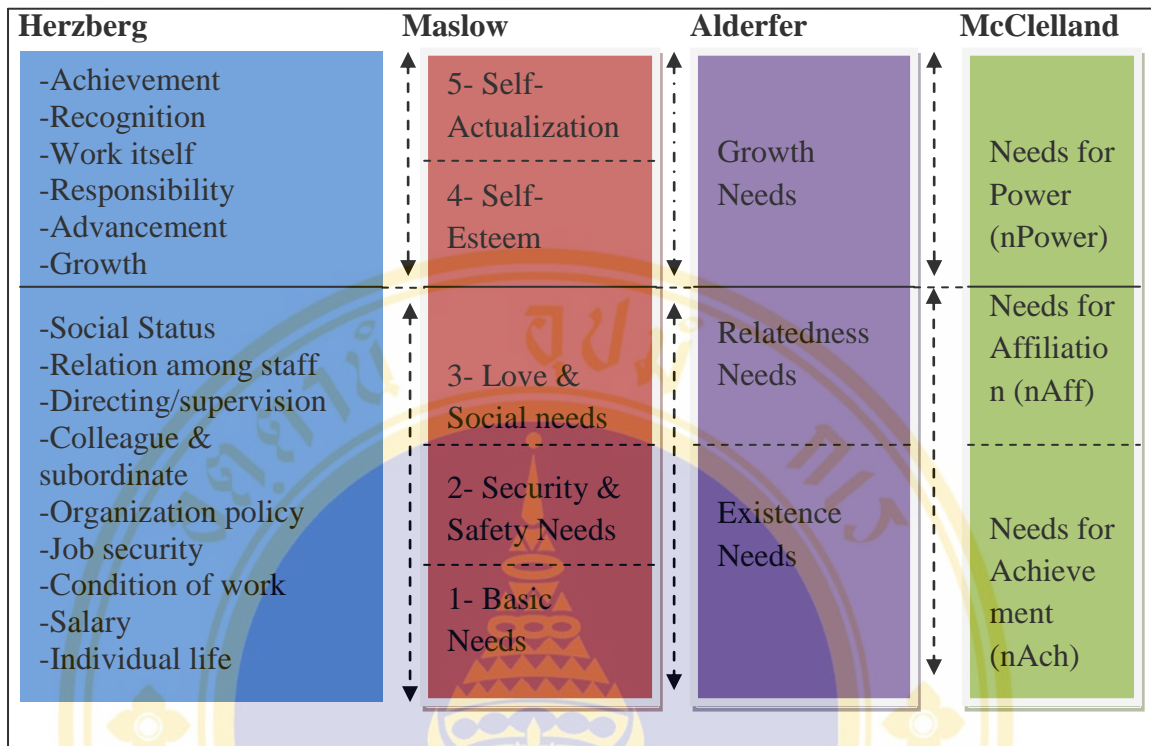 Herzberg
Maslow
Alderfer
McClelland
-Achievement
-Recognition
-Work itself
-Responsibility
-Advancement
-Growth
-Social Status
-Relation among staff
-Directing/supervision
-Colleague &
subordinate
-Organization policy
-Job security
-Condition of work
-Salary
-Individual life
5- Self-
Actualization
4- Self-
Esteem
3- Love &
Social needs
2- Security &
Safety Needs
1- Basic
Needs
Growth
Needs
Relatedness
Needs
Existence
Needs
Needs for
Power
(nPower)
Needs for
Affiliatio
n (nAff)
Needs for
Achieve
ment
(nAch)